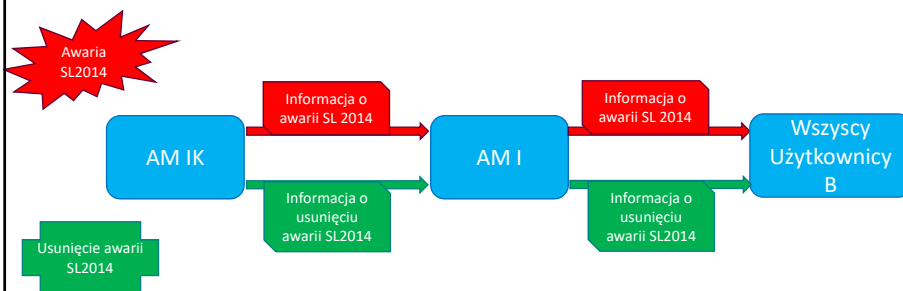 Awaria
SL2014
Informacja o
awarii SL 2014
Informacja o
awarii SL 2014
AM IK
AM I
Wszyscy
Użytkownicy
B
Informacja o
usunięciu
awarii SL2014
Informacja o
usunięciu
awarii SL2014
Usunięcie awarii
SL2014